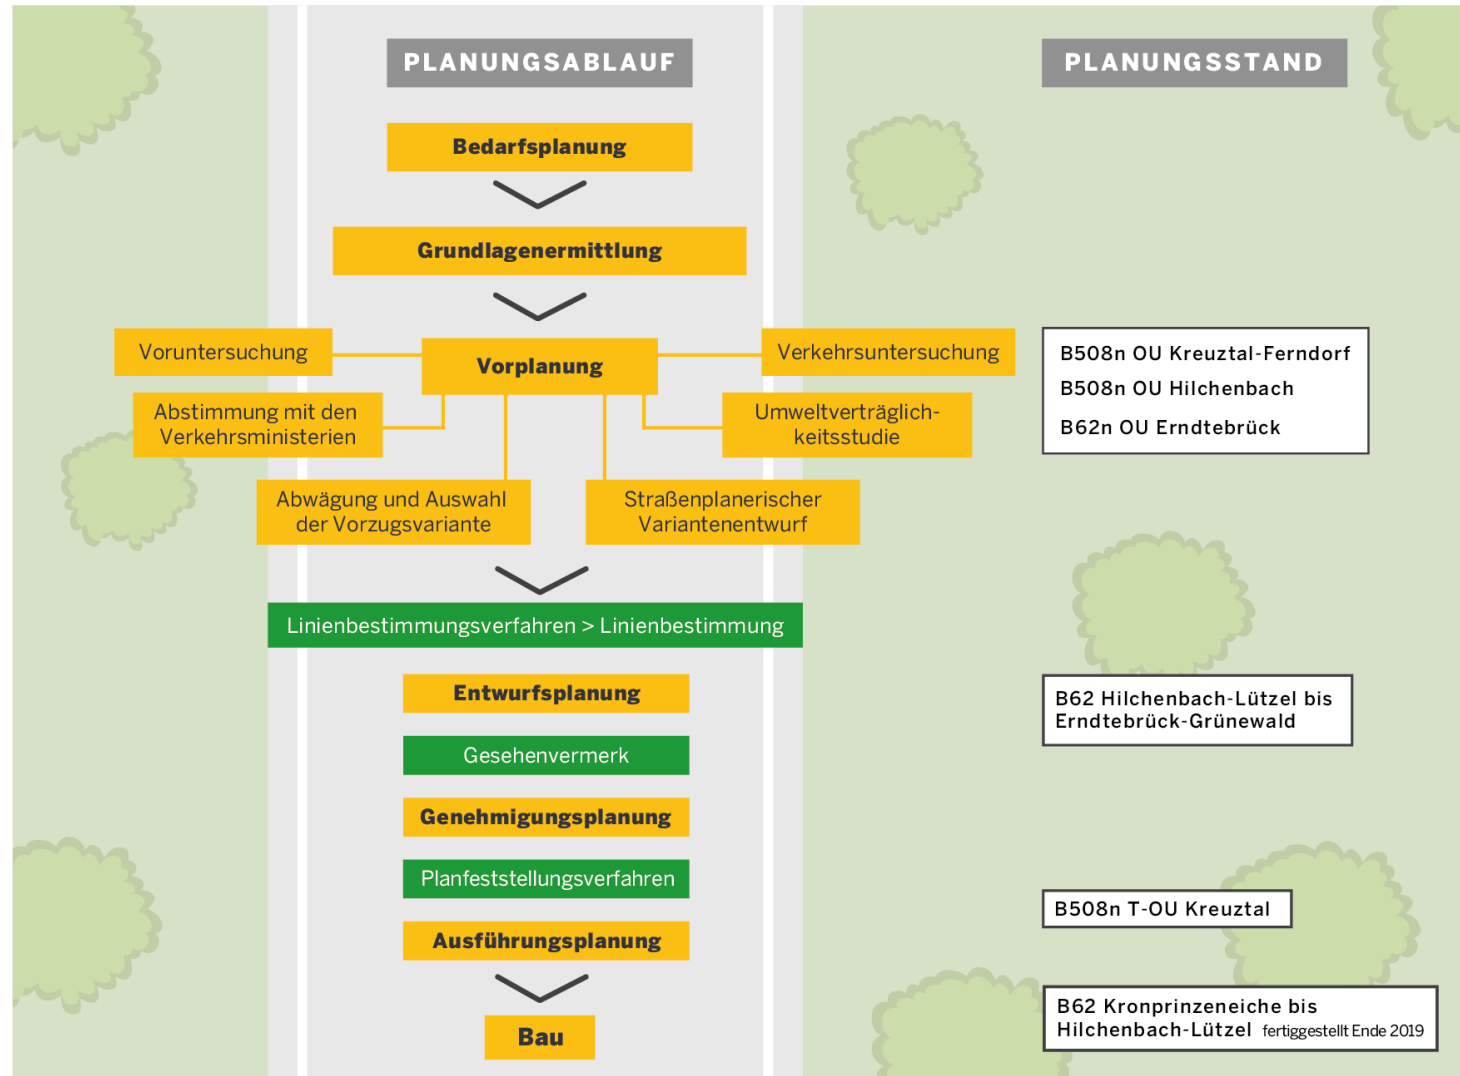 PLANUNGSABLAUF
PLANUNGSSTAND
Bedarfsplanung
Grundlagenermittlung
Voruntersuchung
Vorplanung
Verkehrsuntersuchung
Abstimmung mit den
Verkehrsministerien
Umweltverträglich-
keitsstudie
Abwägung und Auswahl
der Vorzugsvariante
Straßenplanerischer
Variantenentwurf
B508n OU Kreuztal-Ferndorf
B508n OU Hilchenbach
B62n OU Erndtebrück
Linienbestimmungsverfahren > Linienbestimmung
Entwurfsplanung
B62 Hilchenbach-Lützel bis
Erndtebrück-Grünewald
Gesehenvermerk
Genehmigungsplanung
Planfeststellungsverfahren
B508n T-OU Kreuztal
Ausführungsplanung
Bau
B62 Kronprinzeneiche bis
Hilchenbach-Lützel fertiggestellt Ende 2019